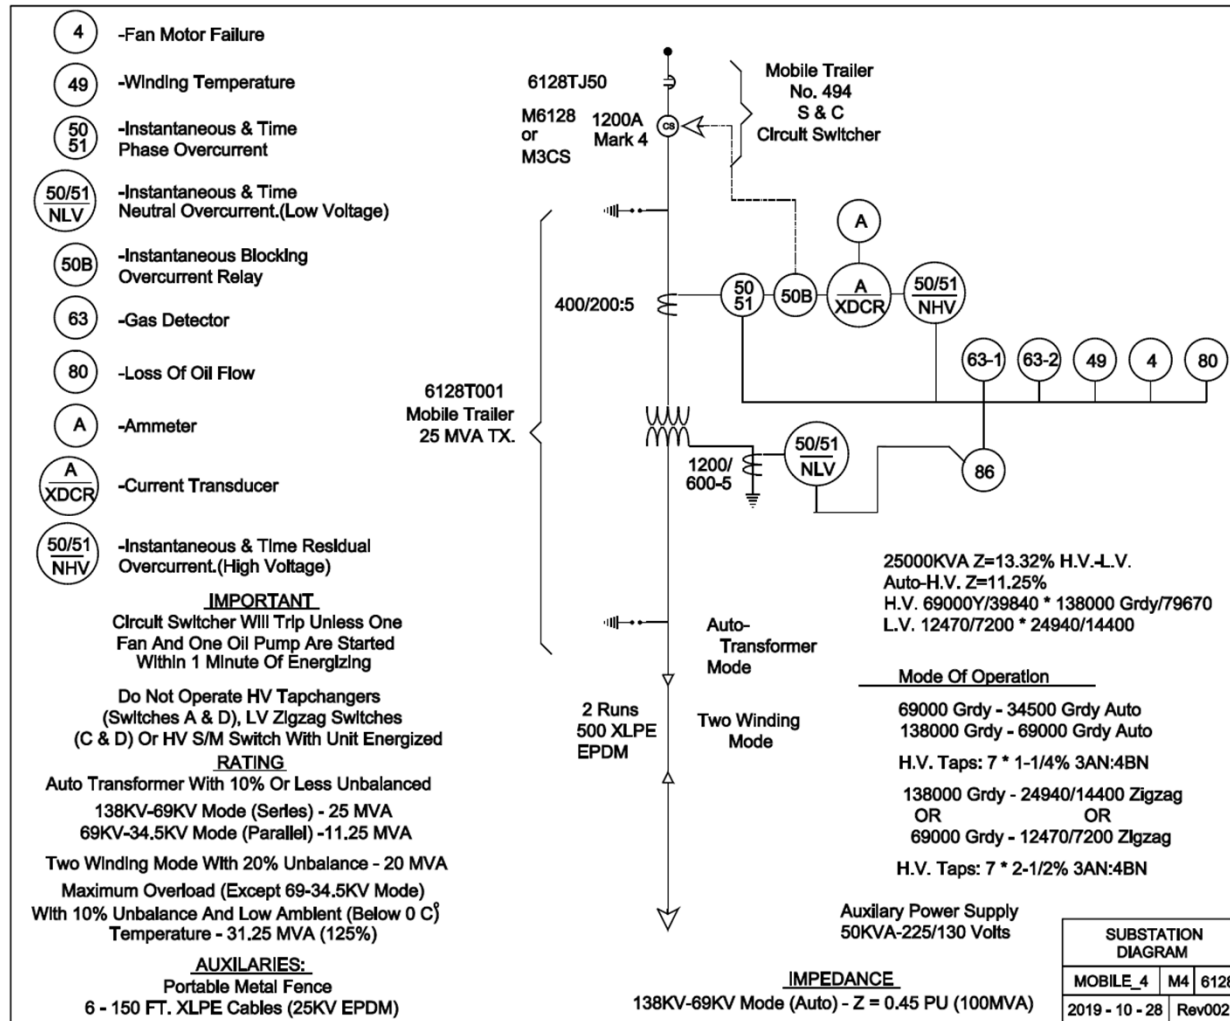 4
-Fan Motor Failure
49
-Winding Temperature
50
51
-Instantaneous & Time
Phase Overcurrent
50/51
NLV
-Instantaneous & Time
Neutral Overcurrent.(Low Voltage)
50B
-Instantaneous Blocking
Overcurrent Relay
63
-Gas Detector
80
-Loss Of Oil Flow
A
-Ammeter
A
XDCR
-Current Transducer
50/51
NHV
-Instantaneous & Time Residual
Overcurrent.(High Voltage)
IMPORTANT
Circuit Switcher Will Trip Unless One
Fan And One Oil Pump Are Started
Within 1 Minute Of Energizing
Do Not Operate HV Tapchangers
(Switches A & D), LV Zigzag Switches
(C & D) Or HV S/M Switch With Unit Energized
RATING
Auto Transformer With 10% Or Less Unbalanced
138KV-69KV Mode (Series) - 25 MVA
69KV-34.5KV Mode (Parallel) -11.25 MVA
Two Winding Mode With 20% Unbalance - 20 MVA
Maximum Overload (Except 69-34.5KV Mode)
With 10% Unbalance And Low Ambient (Below 0 C°)
Temperature - 31.25 MVA (125%)
AUXILARIES:
Portable Metal Fence
6 - 150 FT. XLPE Cables (25KV EPDM)
6128TJ50
M6128
or
M3CS
1200A
Mark 4
CS
Mobile Trailer
No. 494
S & C
Circuit Switcher
400/200:5
50
51
50B
A
A
XDCR
50/51
NHV
63-1
63-2
49
4
80
6128T001
Mobile Trailer
25 MVA TX.
1200/
600-5
50/51
NLV
86
25000KVA Z=13.32% H.V.-L.V.
Auto-H.V. Z=11.25%
H.V. 69000Y/39840 * 138000 Grdy/79670
L.V. 12470/7200 * 24940/14400
Auto-
Transformer
Mode
2 Runs
500 XLPE
EPDM
Two Winding
Mode
Mode Of Operation
69000 Grdy - 34500 Grdy Auto
138000 Grdy - 69000 Grdy Auto
H.V. Taps: 7 * 1-1/4% 3AN:4BN
138000 Grdy - 24940/14400 Zigzag
OR OR
69000 Grdy - 12470/7200 Zigzag
H.V. Taps: 7 * 2-1/2% 3AN:4BN
Auxilary Power Supply
50KVA-225/130 Volts
IMPEDANCE
138KV-69KV Mode (Auto) - Z = 0.45 PU (100MVA)
SUBSTATION
DIAGRAM
MOBILE_4 M4 6128
2019 - 10 - 28 Rev002